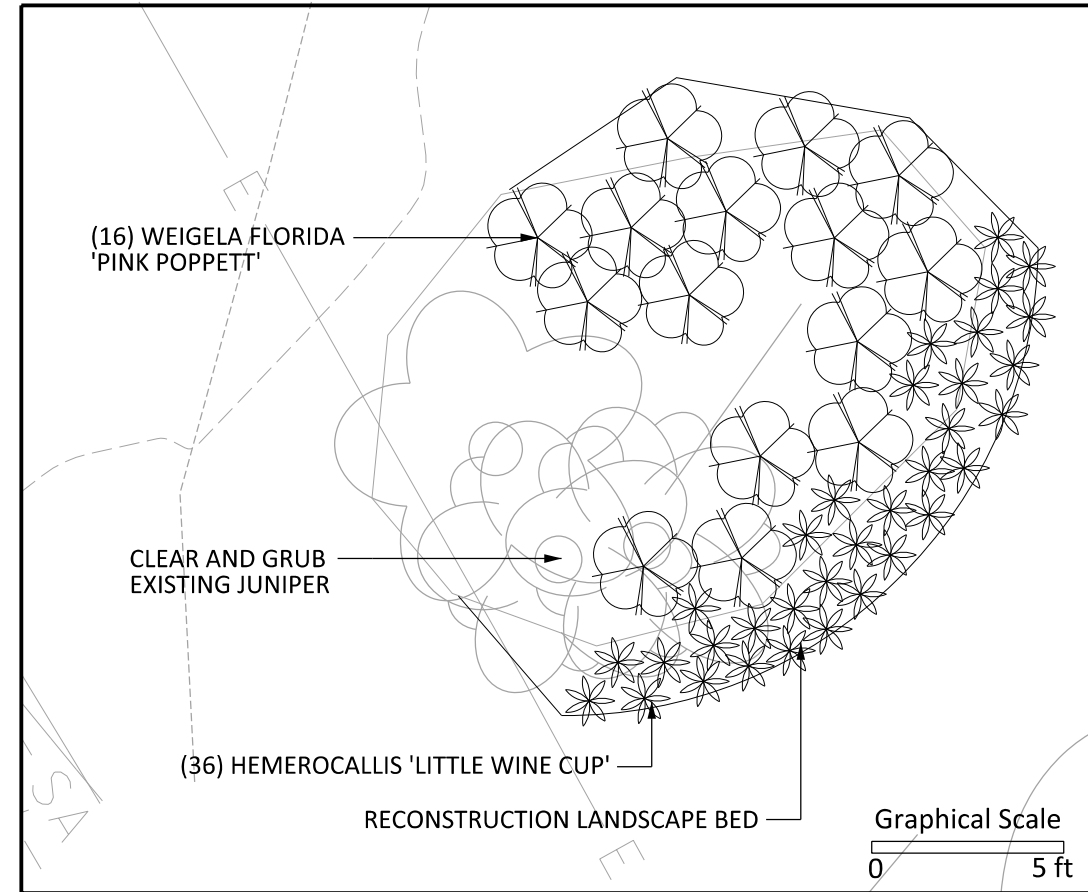 E
(16) WEIGELA FLORIDA
'PINK POPPETT'
CLEAR AND GRUB
EXISTING JUNIPER
(36) HEMEROCALLIS 'LITTLE WINE CUP'
SA
RECONSTRUCTION LANDSCAPE BED
Graphical Scale
0 5 ft
E